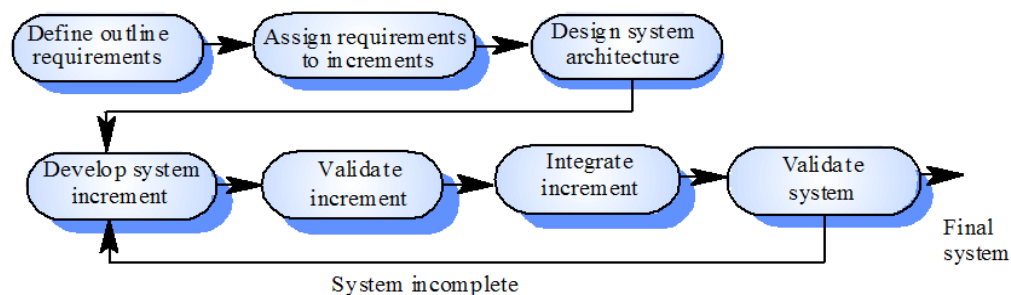 Define outline
requirements
Assign requirements
to increments
Design system
architecture
Develop system
increment
Validate
increment
Integrate
increment
Validate
system
Final
system
System incomplete